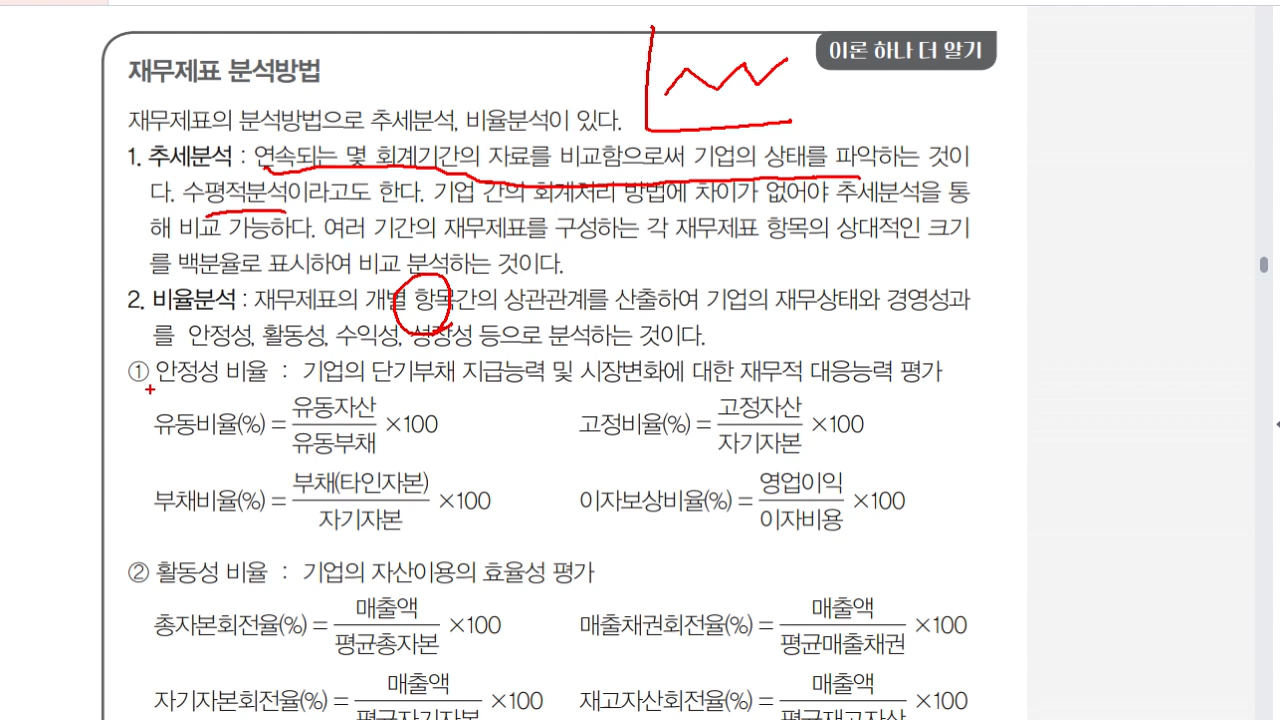 이론 하나 더 알기
재무제표 분석방법
재무제표의 분석방법으로 추세분석, 비율분석이 있다.
1. 추세분석 : 연속되는 몇 회계기간의 자료를 비교함으로써 기업의 상태를 파악하는 것이
다. 수평적분석이라고도 한다. 기업 간의 회계처리 방법에 차이가 없어야 추세분석을 통
해 비교 가능하다. 여러 기간의 재무제표를 구성하는 각 재무제표 항목의 상대적인 크기
를 백분율로 표시하여 비교 분석하는 것이다.
2. 비율분석 : 재무제표의 개별 항목간의 상관관계를 산출하여 기업의 재무상태와 경영성과
를 안정성, 활동성, 수익성, 성장성 등으로 분석하는 것이다.
① 안정성 비율 : 기업의 단기부채 지급능력 및 시장변화에 대한 재무적 대응능력 평가
유동비율(%) = 유동자산 / 유동부채 ×100 고정비율(%) = 고정자산 / 자기자본 ×100
부채비율(%) = 부채(타인자본) / 자기자본 ×100 이자보상비율(%) = 영업이익 / 이자비용 ×100
② 활동성 비율 : 기업의 자산이용의 효율성 평가
총자본회전율(%) = 매출액 / 평균총자본 ×100 매출채권회전율(%) = 매출액 / 평균매출채권 ×100
자기자본회전율(%) = 매출액 / 평균자기자본 ×100 재고자산회전율(%) = 매출액 / 평균재고자산 ×100